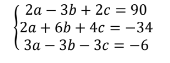 2a − 3b + 2c = 90
2a + 6b + 4c = −34
3a − 3b − 3c = −6